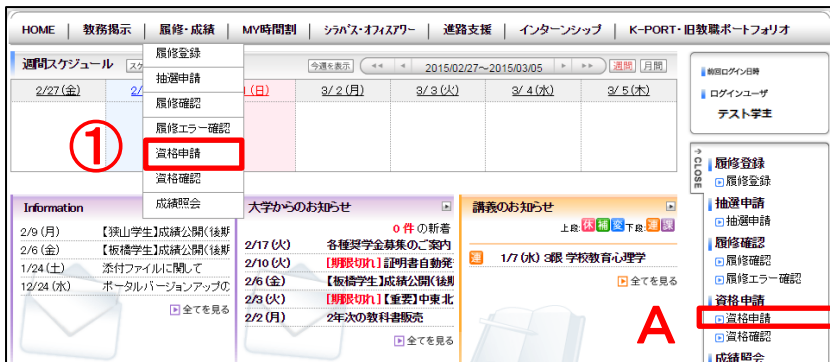 HOME | 教務掲示 | 履修・成績 | MY時間割 | シラバス・オフィスアワー | 進路支援 | インターンシップ | K-PORT・旧教職ポートフォリオ
週間スケジュール
今週を表示 2015/02/27～2015/03/05 週間 月間
2/27(金) 2/ (日) 3/2(月) 3/3(火) 3/4(水) 3/5(木)
履修登録
抽選申請
履修確認
履修エラー確認
①
資格申請
資格確認
成績照会
Information
2/9(月) 【狭山学生】成績公開(後期
2/6(金) 【板橋学生】成績公開(後期
1/24(土) 添付ファイルに関して
12/24(水) ポータルバージョンアップの
全てを見る
大学からのお知らせ
0件の新着
2/17(火) 各種奨学金募集のご案内
2/10(火) [期限切れ]証明書自動発
2/6(金) 【板橋学生】成績公開(後期
2/3(火) [期限切れ]【重要】中東北
2/2(月) 2年次の教科書販売
全てを見る
講義のお知らせ
上段:休補変下段:連課
連 1/7(水) 3限 学校教育心理学
全てを見る
前回ログイン日時
ログインユーザ
テスト学主
CLOSE
履修登録
履修登録
抽選申請
抽選申請
履修確認
履修確認
履修エラー確認
資格申請
A
資格申請
資格確認
成績照会